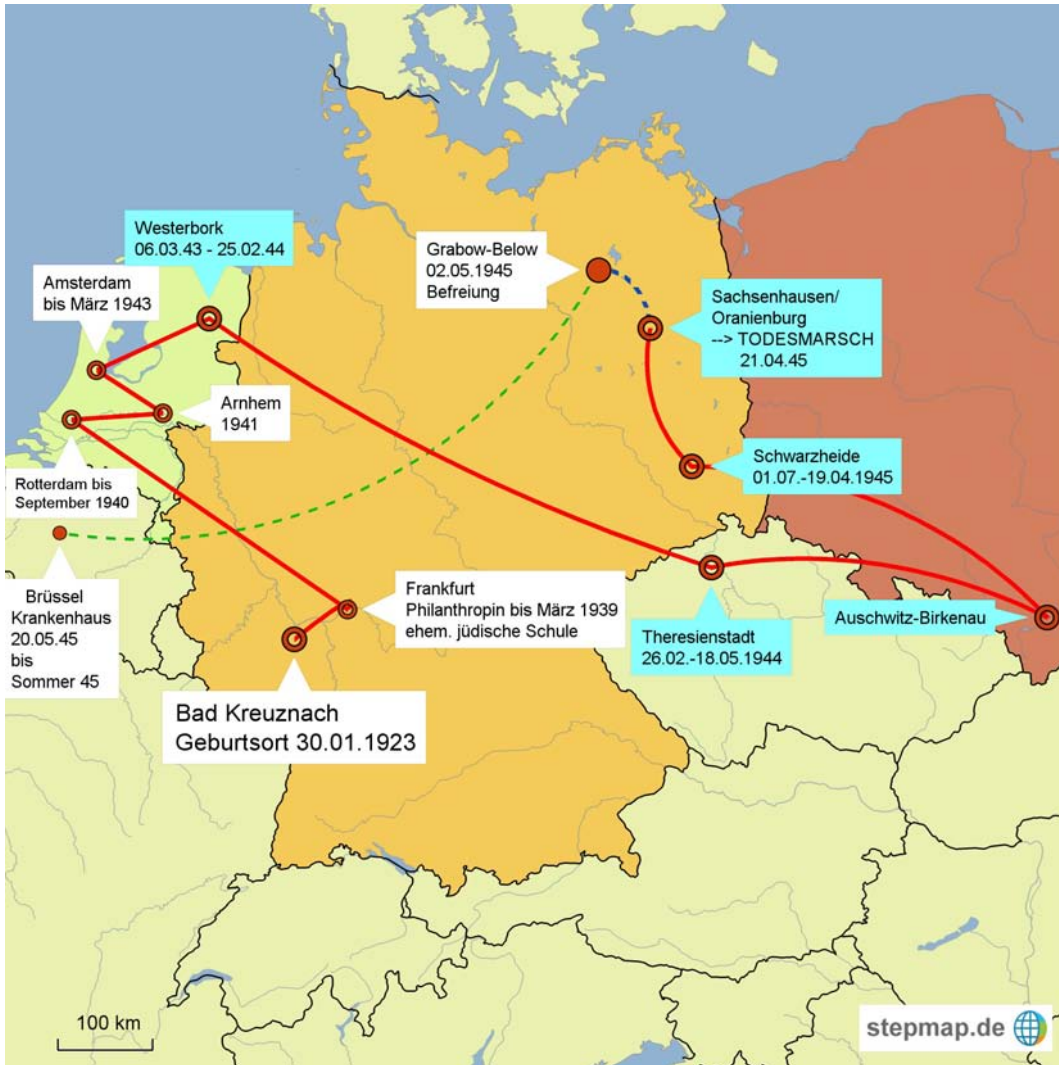 Westerbork
06.03.43 - 25.02.44
Amsterdam
bis März 1943
Grabow-Below
02.05.1945
Befreiung
Sachsenhausen/
Oranienburg
--> TODESMARSCH
21.04.45
Arnhem
1941
Schwarzheide
01.07.-19.04.1945
Rotterdam bis
September 1940
Brüssel
Krankenhaus
20.05.45
bis
Sommer 45
Frankfurt
Philanthropin bis März 1939
ehem. jüdische Schule
Auschwitz-Birkenau
Theresienstadt
26.02.-18.05.1944
Bad Kreuznach
Geburtsort 30.01.1923
100 km
stepmap.de